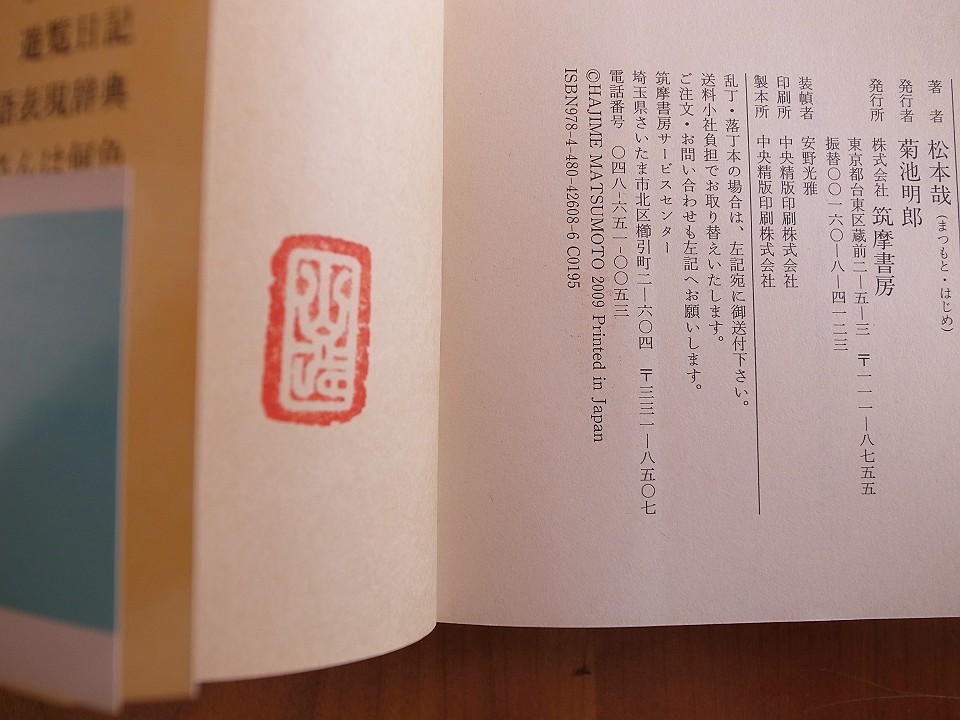 著　者　松本哉（まつもと・はじめ）
発行者　菊池明郎
発行所　株式会社 筑摩書房
東京都台東区蔵前二—五—三　〒一一一—八七五五
振替〇〇一六〇—八—四一二三
装幀者　安野光雅
印刷所　中央精版印刷株式会社
製本所　中央精版印刷株式会社
乱丁・落丁本の場合は、左記宛に御送付下さい。
送料小社負担でお取り替えいたします。
ご注文・お問い合わせも左記へお願いします。
筑摩書房サービスセンター
埼玉県さいたま市北区櫛引町二—六〇四　〒三三一—八五〇七
電話番号　〇四八—六五一—〇〇五三
©HAJIME MATSUMOTO 2009 Printed in Japan
ISBN978-4-480-42608-6 C0195
遊覧日記
語表現辞典